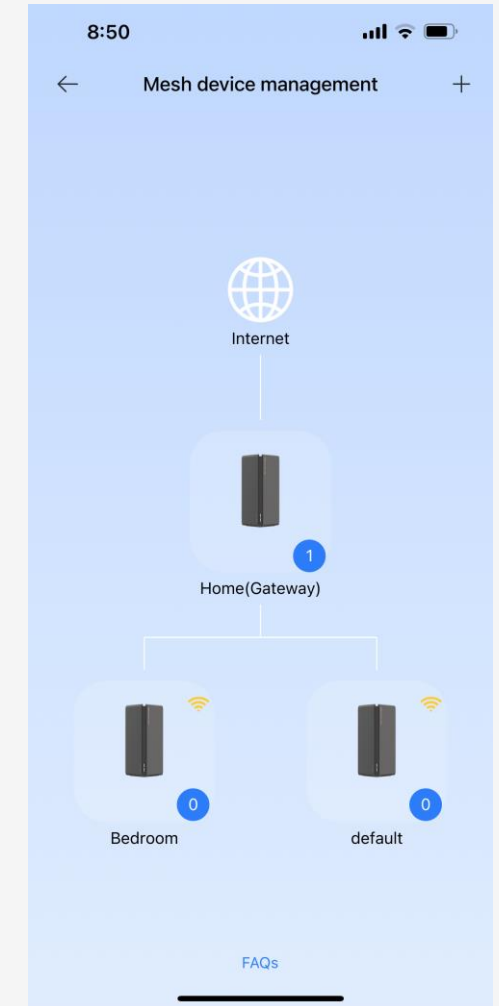 8:50
Mesh device management
Internet
1
Home(Gateway)
0
0
Bedroom
default
FAQs